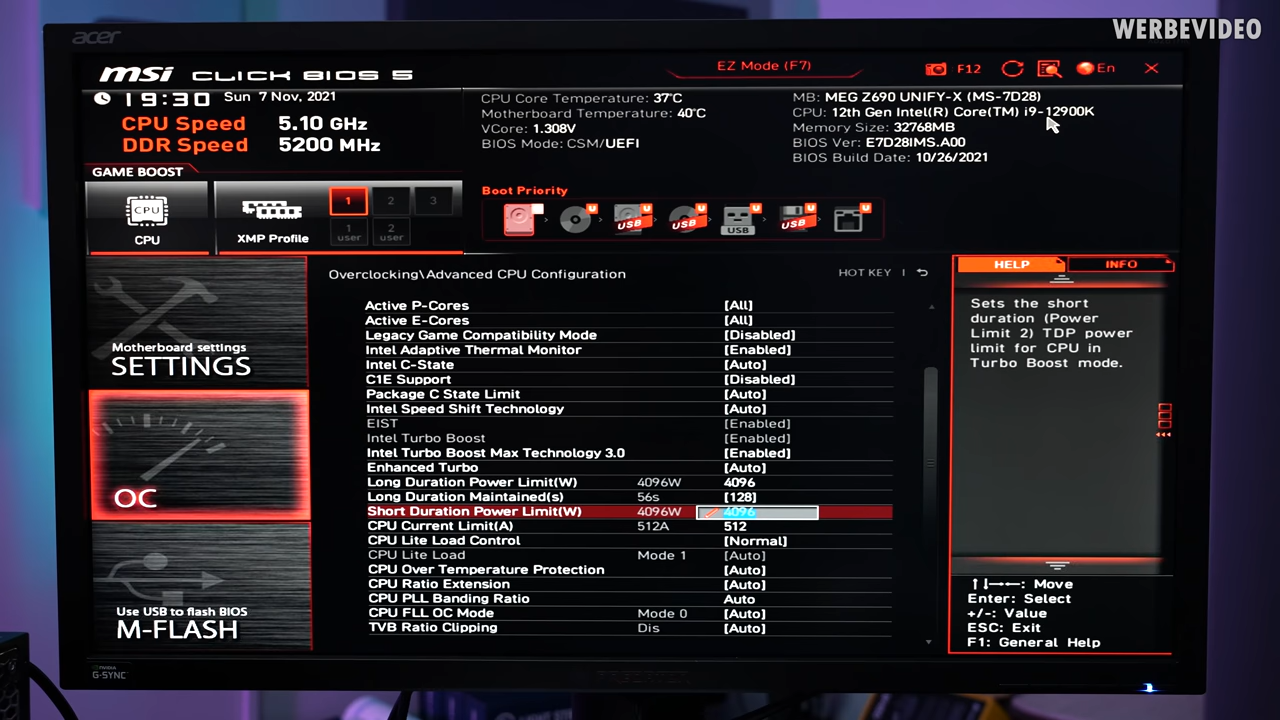 acer
WERBEVIDEO
msi CLICK BIOS 5
EZ Mode (F7)
F12
En
19:30 Sun 7 Nov, 2021
CPU Speed 5.10 GHz
DDR Speed 5200 MHz
CPU Core Temperature: 37°C
Motherboard Temperature: 40°C
VCore: 1.308V
BIOS Mode: CSM/UEFI
MB: MEG Z690 UNIFY-X (MS-7D28)
CPU: 12th Gen Intel(R) Core(TM) i9-12900K
Memory Size: 32768MB
BIOS Ver: E7D28IMS.A00
BIOS Build Date: 10/26/2021
GAME BOOST
CPU
CPU
XMP Profile
1 2 3
1 user 2 user
Boot Priority
U USB U USB U USB U USB U U
Motherboard settings
SETTINGS
OC
Use USB to flash BIOS
M-FLASH
Overclocking\Advanced CPU Configuration
HOT KEY
Active P-Cores [All]
Active E-Cores [All]
Legacy Game Compatibility Mode [Disabled]
Intel Adaptive Thermal Monitor [Enabled]
Intel C-State [Auto]
C1E Support [Disabled]
Package C State Limit [Auto]
Intel Speed Shift Technology [Auto]
EIST [Enabled]
Intel Turbo Boost [Enabled]
Intel Turbo Boost Max Technology 3.0 [Enabled]
Enhanced Turbo [Auto]
Long Duration Power Limit(W) 4096W 4096
Long Duration Maintained(s) 56s [128]
Short Duration Power Limit(W) 4096W 4096
CPU Current Limit(A) 512A 512
CPU Lite Load Control [Normal]
CPU Lite Load Mode 1 [Auto]
CPU Over Temperature Protection [Auto]
CPU Ratio Extension [Auto]
CPU PLL Banding Ratio Auto
CPU FLL OC Mode Mode 0 [Auto]
TVB Ratio Clipping Dis [Auto]
HELP INFO
Sets the short
duration (Power
Limit 2) TDP power
limit for CPU in
Turbo Boost mode.
↑↓→←: Move
Enter: Select
+/-: Value
ESC: Exit
F1: General Help
NVIDIA
G-SYNC